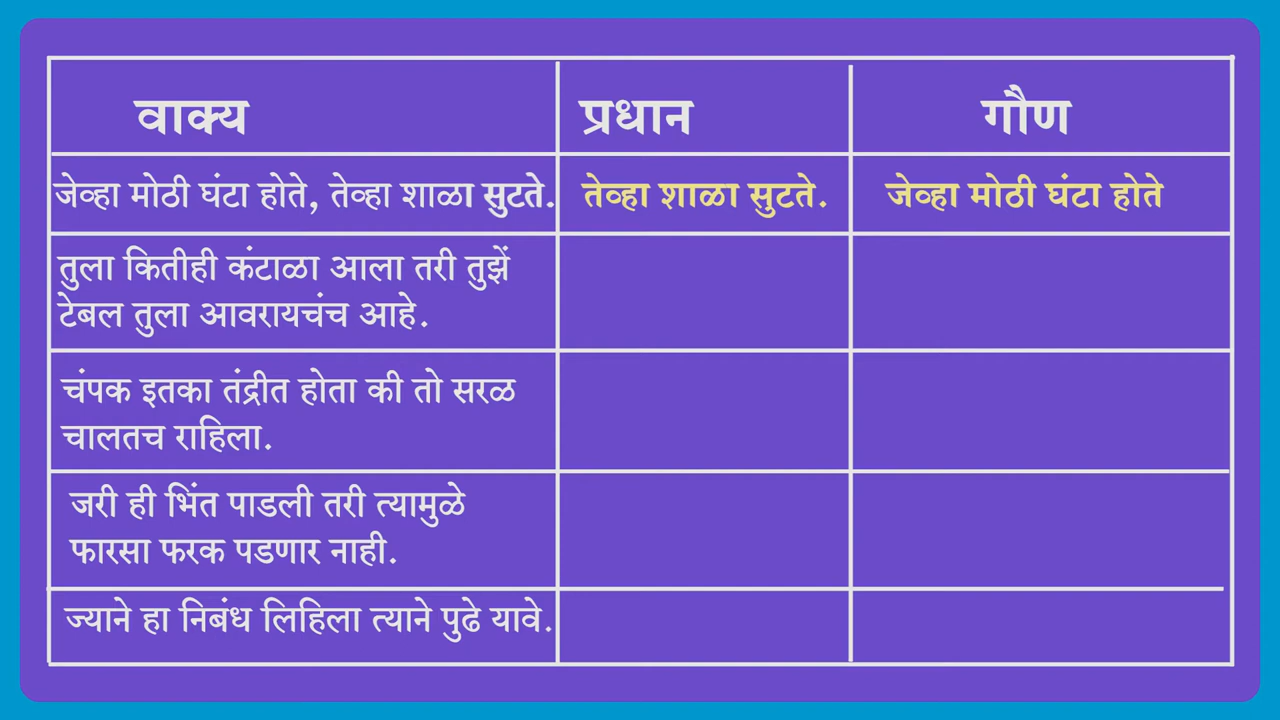 वाक्य प्रधान गौण
जेव्हा मोठी घंटा होते, तेव्हा शाळा सुटते. तेव्हा शाळा सुटते. जेव्हा मोठी घंटा होते
तुला कितीही कंटाळा आला तरी तुझें
टेबल तुला आवरायचंच आहे.
चंपक इतका तंद्रीत होता की तो सरळ
चालतच राहिला.
जरी ही भिंत पाडली तरी त्यामुळे
फारसा फरक पडणार नाही.
ज्याने हा निबंध लिहिला त्याने पुढे यावे.